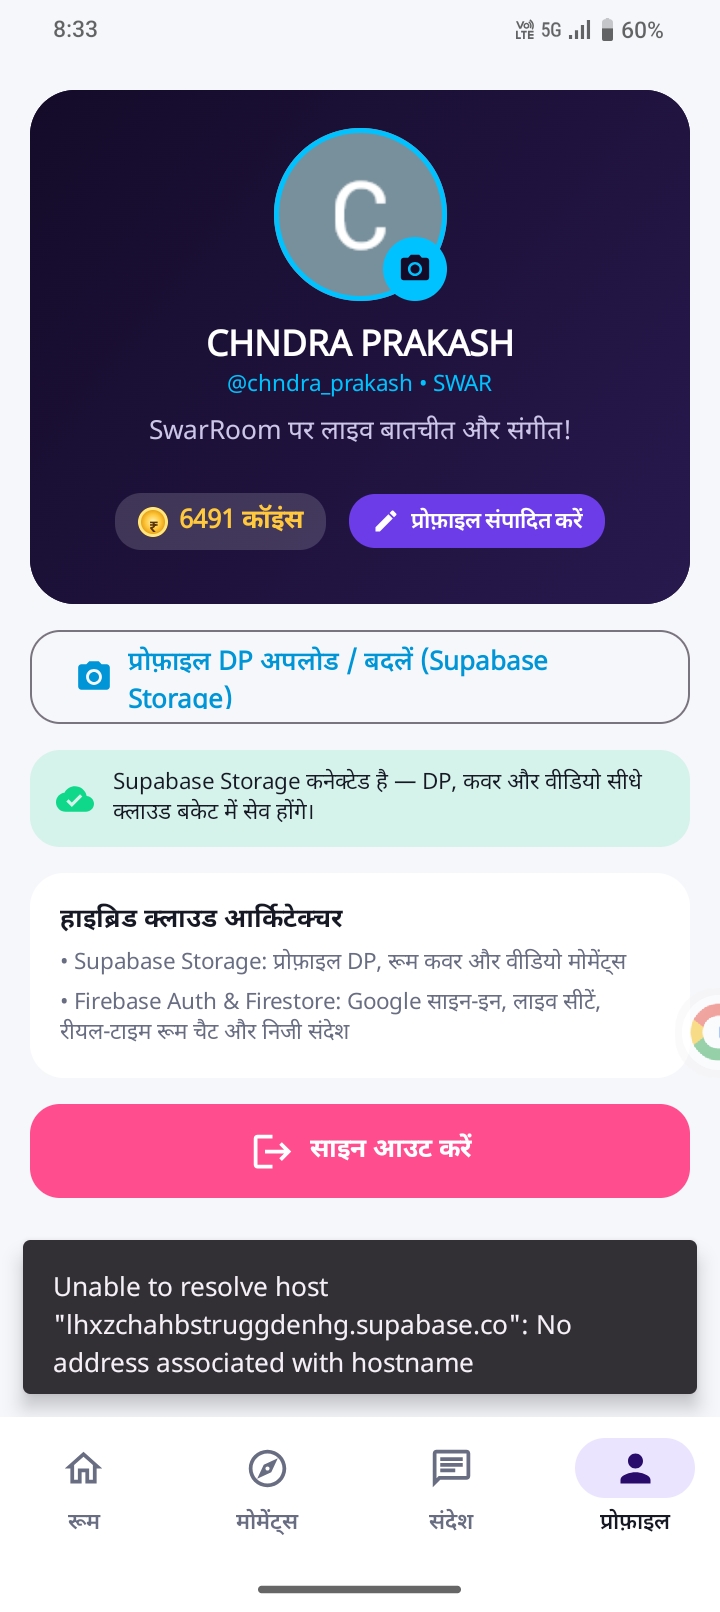 8:33
Vo)) LTE 5G 60%
C
CHNDRA PRAKASH
@chndra_prakash • SWAR
SwarRoom पर लाइव बातचीत और संगीत!
₹ 6491 कॉइंस
प्रोफ़ाइल संपादित करें
प्रोफ़ाइल DP अपलोड / बदलें (Supabase
Storage)
Supabase Storage कनेक्टेड है — DP, कवर और वीडियो सीधे
क्लाउड बकेट में सेव होंगे।
हाइब्रिड क्लाउड आर्किटेक्चर
• Supabase Storage: प्रोफ़ाइल DP, रूम कवर और वीडियो मोमेंट्स
• Firebase Auth & Firestore: Google साइन-इन, लाइव सीटें,
रीयल-टाइम रूम चैट और निजी संदेश
साइन आउट करें
Unable to resolve host
"lhxzchahbstruggdenhg.supabase.co": No
address associated with hostname
रूम
मोमेंट्स
संदेश
प्रोफ़ाइल